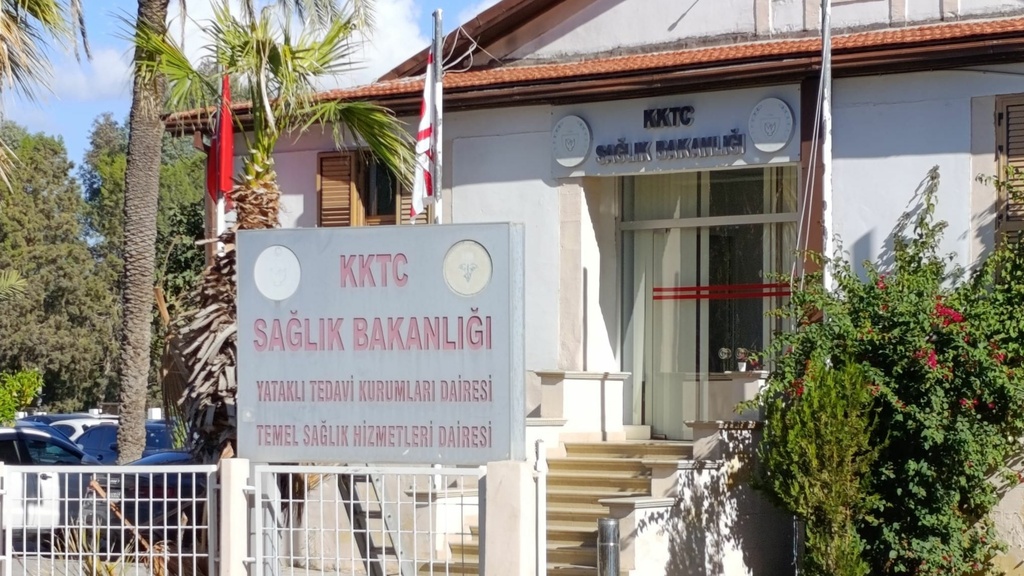 KKTC
SAĞLIK BAKANLIĞI
KKTC
SAĞLIK BAKANLIĞI
YATAKLI TEDAVİ KURUMLARI DAİRESİ
TEMEL SAĞLIK HİZMETLERİ DAİRESİ